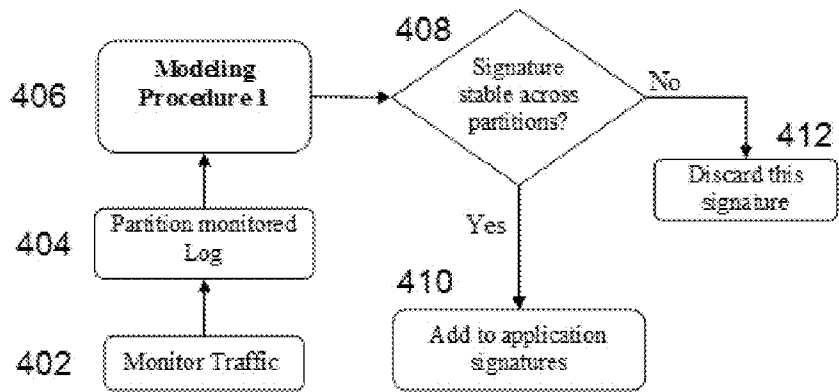 408
406
Modeling
Procedure 1
Signature
stable across
partitions?
No
412
Discard this
signature
404
Partition monitored
Log
Yes
410
Add to application
signatures
402
Monitor Traffic